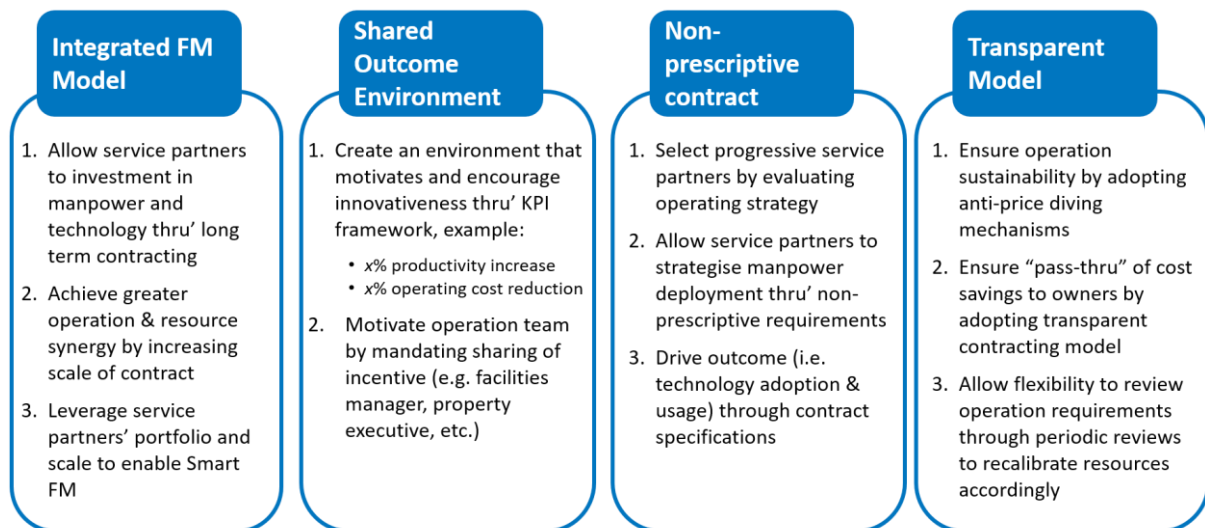 Integrated FM
Model
1. Allow service partners
to investment in
manpower and
technology thru’ long
term contracting
2. Achieve greater
operation & resource
synergy by increasing
scale of contract
3. Leverage service
partners’ portfolio and
scale to enable Smart
FM
Shared
Outcome
Environment
1. Create an environment that
motivates and encourage
innovativeness thru’ KPI
framework, example:
• x% productivity increase
• x% operating cost reduction
2. Motivate operation team
by mandating sharing of
incentive (e.g. facilities
manager, property
executive, etc.)
Non-
prescriptive
contract
1. Select progressive service
partners by evaluating
operating strategy
2. Allow service partners to
strategise manpower
deployment thru’ non-
prescriptive requirements
3. Drive outcome (i.e.
technology adoption &
usage) through contract
specifications
Transparent
Model
1. Ensure operation
sustainability by adopting
anti-price diving
mechanisms
2. Ensure “pass-thru” of cost
savings to owners by
adopting transparent
contracting model
3. Allow flexibility to review
operation requirements
through periodic reviews
to recalibrate resources
accordingly